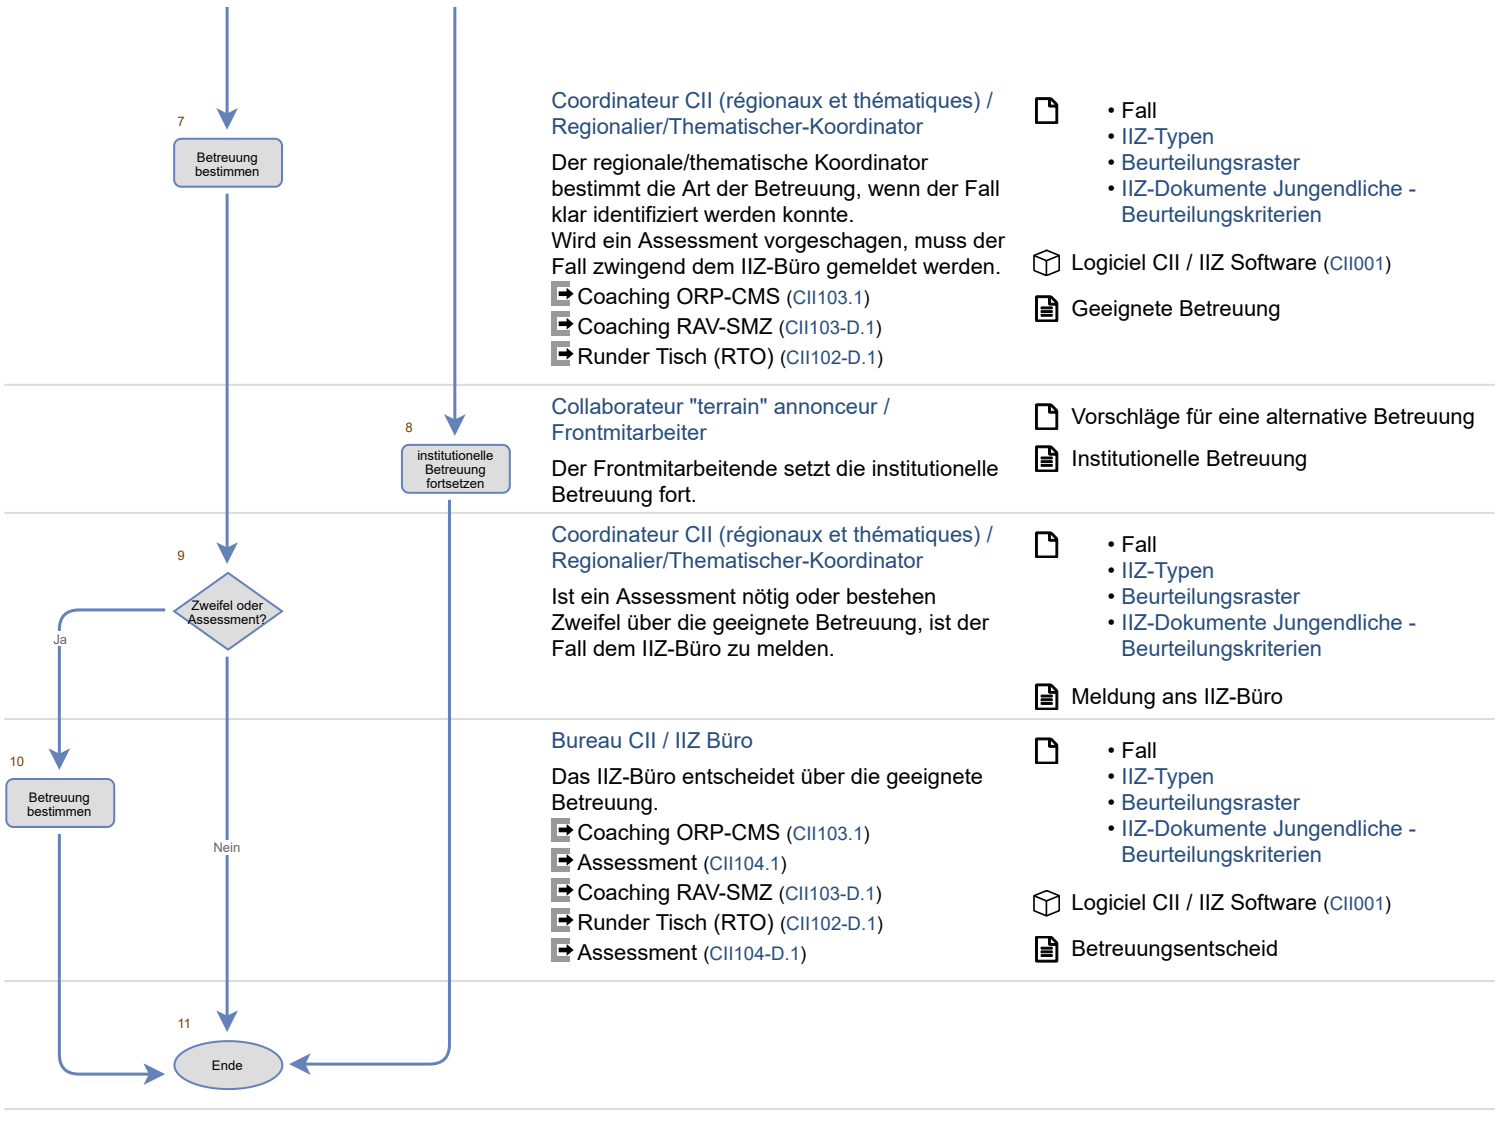 7
Betreuung
bestimmen
Coordinateur CII (régionaux et thématiques) /
Regionalier/Thematischer-Koordinator
Der regionale/thematische Koordinator
bestimmt die Art der Betreuung, wenn der Fall
klar identifiziert werden konnte.
Wird ein Assessment vorgeschagen, muss der
Fall zwingend dem IIZ-Büro gemeldet werden.
Coaching ORP-CMS (CII103.1)
Coaching RAV-SMZ (CII103-D.1)
Runder Tisch (RTO) (CII102-D.1)
• Fall
• IIZ-Typen
• Beurteilungsraster
• IIZ-Dokumente Jungendliche -
Beurteilungskriterien
Logiciel CII / IIZ Software (CII001)
Geeignete Betreuung
8
institutionelle
Betreuung
fortsetzen
Collaborateur "terrain" annonceur /
Frontmitarbeiter
Der Frontmitarbeitende setzt die institutionelle
Betreuung fort.
Vorschläge für eine alternative Betreuung
Institutionelle Betreuung
9
Zweifel oder
Assessment?
Ja
Coordinateur CII (régionaux et thématiques) /
Regionalier/Thematischer-Koordinator
Ist ein Assessment nötig oder bestehen
Zweifel über die geeignete Betreuung, ist der
Fall dem IIZ-Büro zu melden.
• Fall
• IIZ-Typen
• Beurteilungsraster
• IIZ-Dokumente Jungendliche -
Beurteilungskriterien
Meldung ans IIZ-Büro
10
Betreuung
bestimmen
Nein
Bureau CII / IIZ Büro
Das IIZ-Büro entscheidet über die geeignete
Betreuung.
Coaching ORP-CMS (CII103.1)
Assessment (CII104.1)
Coaching RAV-SMZ (CII103-D.1)
Runder Tisch (RTO) (CII102-D.1)
Assessment (CII104-D.1)
• Fall
• IIZ-Typen
• Beurteilungsraster
• IIZ-Dokumente Jungendliche -
Beurteilungskriterien
Logiciel CII / IIZ Software (CII001)
Betreuungsentscheid
11
Ende